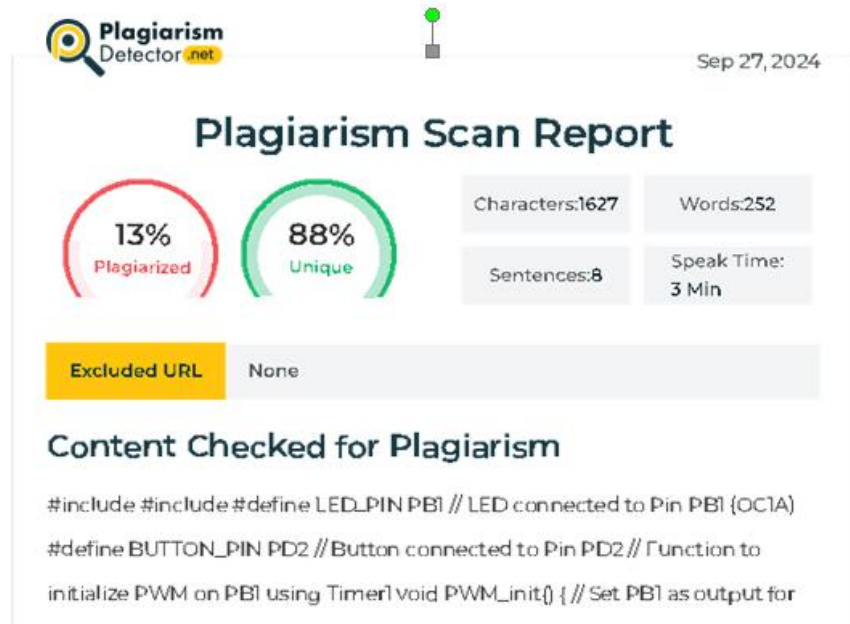 Plagiarism
Detector .net
Sep 27, 2024
Plagiarism Scan Report
13%
Plagiarized
88%
Unique
Characters:1627
Words:252
Sentences:8
Speak Time:
3 Min
Excluded URL
None
Content Checked for Plagiarism
#include #include #define LED_PIN PB1 // LED connected to Pin PB1 (OC1A)
#define BUTTON_PIN PD2 // Button connected to Pin PD2 // Function to
initialize PWM on PB1 using Timer1 void PWM_init() { // Set PB1 as output for